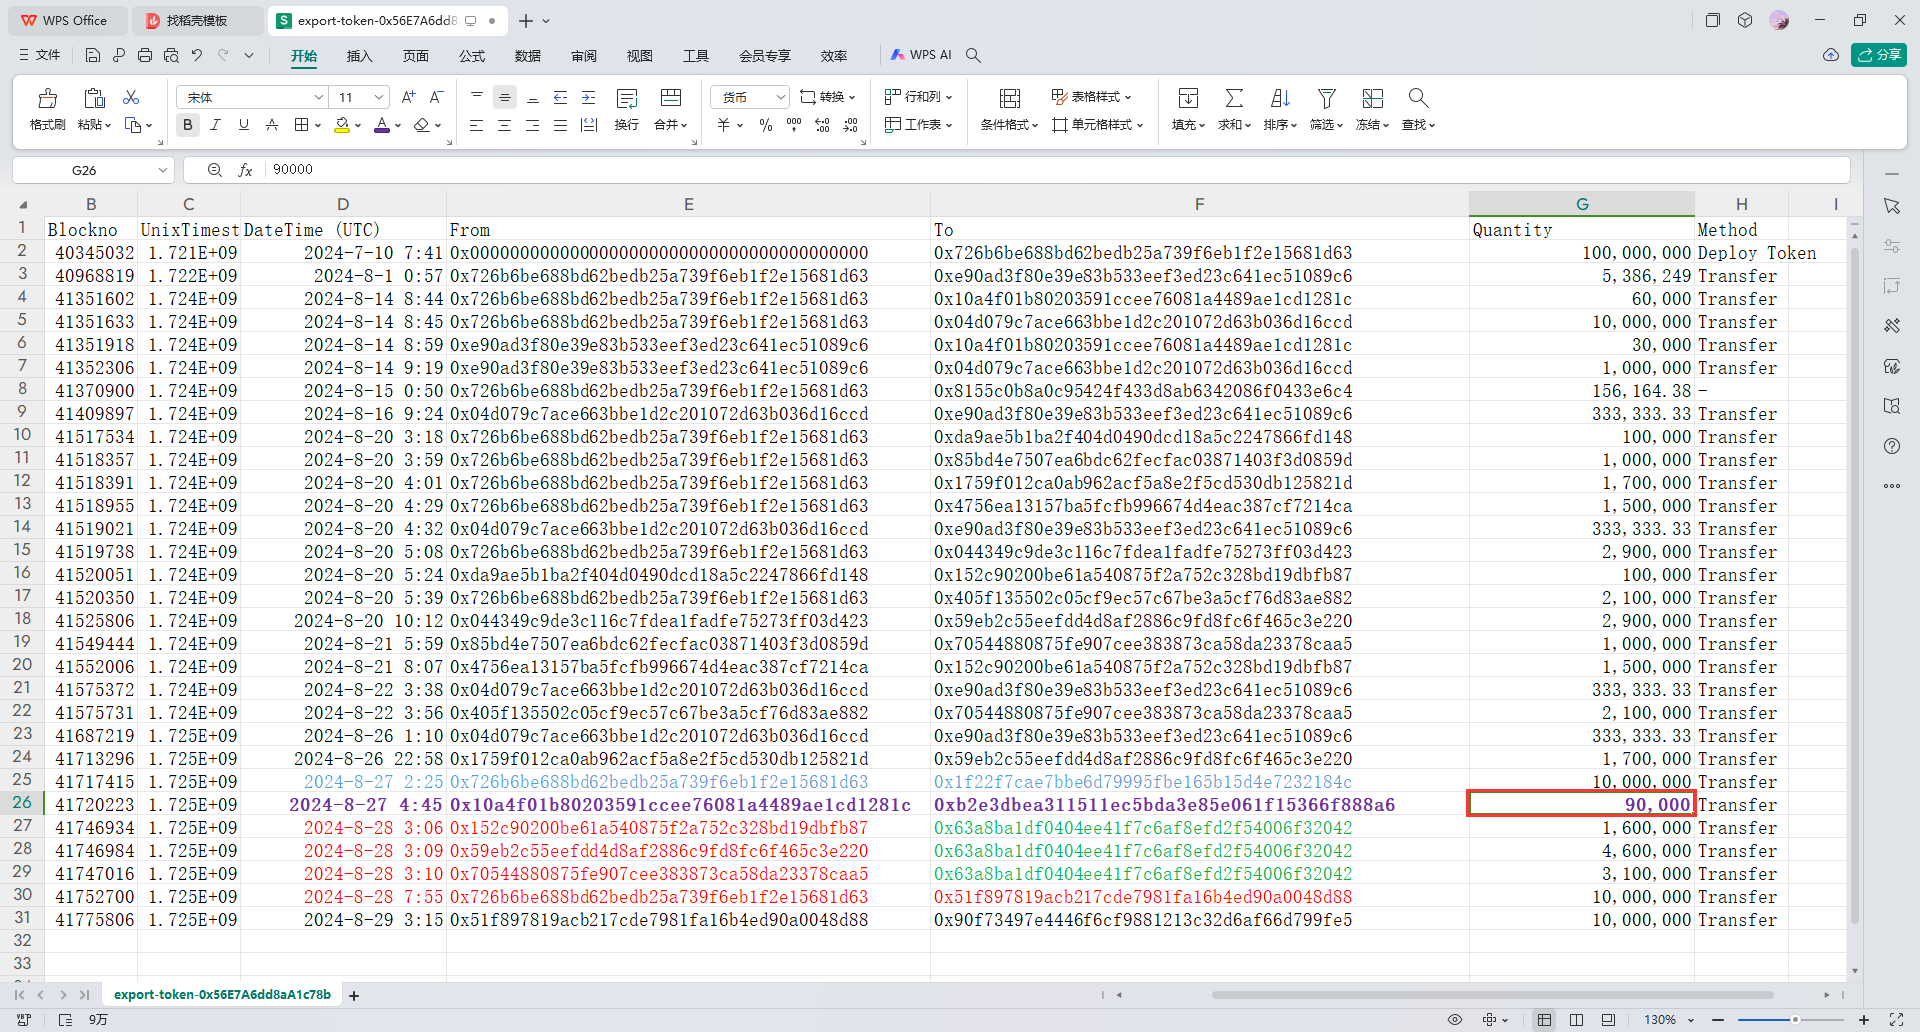 WPS Office 找稻壳模板 export-token-0x56E7A6dd8
文件 开始 插入 页面 公式 数据 审阅 视图 工具 会员专享 效率 WPS AI 分享
宋体 11 货币 转换 行和列 表格样式
格式刷 粘贴 换行 合并 工作表 条件格式 单元格样式 填充 求和 排序 筛选 冻结 查找
G26 fx 90000
B C D E F G H I
1 Blockno UnixTimest DateTime (UTC) From To Quantity Method
2 40345032 1.721E+09 2024-7-10 7:41 0x0000000000000000000000000000000000000000 0x726b6be688bd62bedb25a739f6eb1f2e15681d63 100,000,000 Deploy Token
3 40968819 1.722E+09 2024-8-1 0:57 0x726b6be688bd62bedb25a739f6eb1f2e15681d63 0xe90ad3f80e39e83b533eef3ed23c641ec51089c6 5,386,249 Transfer
4 41351602 1.724E+09 2024-8-14 8:44 0x726b6be688bd62bedb25a739f6eb1f2e15681d63 0x10a4f01b80203591ccee76081a4489ae1cd1281c 60,000 Transfer
5 41351633 1.724E+09 2024-8-14 8:45 0x726b6be688bd62bedb25a739f6eb1f2e15681d63 0x04d079c7ace663bbe1d2c201072d63b036d16ccd 10,000,000 Transfer
6 41351918 1.724E+09 2024-8-14 8:59 0xe90ad3f80e39e83b533eef3ed23c641ec51089c6 0x10a4f01b80203591ccee76081a4489ae1cd1281c 30,000 Transfer
7 41352306 1.724E+09 2024-8-14 9:19 0xe90ad3f80e39e83b533eef3ed23c641ec51089c6 0x04d079c7ace663bbe1d2c201072d63b036d16ccd 1,000,000 Transfer
8 41370900 1.724E+09 2024-8-15 0:50 0x726b6be688bd62bedb25a739f6eb1f2e15681d63 0x8155c0b8a0c95424f433d8ab6342086f0433e6c4 156,164.38 -
9 41409897 1.724E+09 2024-8-16 9:24 0x04d079c7ace663bbe1d2c201072d63b036d16ccd 0xe90ad3f80e39e83b533eef3ed23c641ec51089c6 333,333.33 Transfer
10 41517534 1.724E+09 2024-8-20 3:18 0x726b6be688bd62bedb25a739f6eb1f2e15681d63 0xda9ae5b1ba2f404d0490dcd18a5c2247866fd148 100,000 Transfer
11 41518357 1.724E+09 2024-8-20 3:59 0x726b6be688bd62bedb25a739f6eb1f2e15681d63 0x85bd4e7507ea6bdc62fecfac03871403f3d0859d 1,000,000 Transfer
12 41518391 1.724E+09 2024-8-20 4:01 0x726b6be688bd62bedb25a739f6eb1f2e15681d63 0x1759f012ca0ab962acf5a8e2f5cd530db125821d 1,700,000 Transfer
13 41518955 1.724E+09 2024-8-20 4:29 0x726b6be688bd62bedb25a739f6eb1f2e15681d63 0x4756ea13157ba5fcfb996674d4eac387cf7214ca 1,500,000 Transfer
14 41519021 1.724E+09 2024-8-20 4:32 0x04d079c7ace663bbe1d2c201072d63b036d16ccd 0xe90ad3f80e39e83b533eef3ed23c641ec51089c6 333,333.33 Transfer
15 41519738 1.724E+09 2024-8-20 5:08 0x726b6be688bd62bedb25a739f6eb1f2e15681d63 0x044349c9de3c116c7fdea1fadfe75273ff03d423 2,900,000 Transfer
16 41520051 1.724E+09 2024-8-20 5:24 0xda9ae5b1ba2f404d0490dcd18a5c2247866fd148 0x152c90200be61a540875f2a752c328bd19dbfb87 100,000 Transfer
17 41520350 1.724E+09 2024-8-20 5:39 0x726b6be688bd62bedb25a739f6eb1f2e15681d63 0x405f135502c05cf9ec57c67be3a5cf76d83ae882 2,100,000 Transfer
18 41525806 1.724E+09 2024-8-20 10:12 0x044349c9de3c116c7fdea1fadfe75273ff03d423 0x59eb2c55eefdd4d8af2886c9fd8fc6f465c3e220 2,900,000 Transfer
19 41549444 1.724E+09 2024-8-21 5:59 0x85bd4e7507ea6bdc62fecfac03871403f3d0859d 0x70544880875fe907cee383873ca58da23378caa5 1,000,000 Transfer
20 41552006 1.724E+09 2024-8-21 8:07 0x4756ea13157ba5fcfb996674d4eac387cf7214ca 0x152c90200be61a540875f2a752c328bd19dbfb87 1,500,000 Transfer
21 41575372 1.724E+09 2024-8-22 3:38 0x04d079c7ace663bbe1d2c201072d63b036d16ccd 0xe90ad3f80e39e83b533eef3ed23c641ec51089c6 333,333.33 Transfer
22 41575731 1.724E+09 2024-8-22 3:56 0x405f135502c05cf9ec57c67be3a5cf76d83ae882 0x70544880875fe907cee383873ca58da23378caa5 2,100,000 Transfer
23 41687219 1.725E+09 2024-8-26 1:10 0x04d079c7ace663bbe1d2c201072d63b036d16ccd 0xe90ad3f80e39e83b533eef3ed23c641ec51089c6 333,333.33 Transfer
24 41713296 1.725E+09 2024-8-26 22:58 0x1759f012ca0ab962acf5a8e2f5cd530db125821d 0x59eb2c55eefdd4d8af2886c9fd8fc6f465c3e220 1,700,000 Transfer
25 41717415 1.725E+09 2024-8-27 2:25 0x726b6be688bd62bedb25a739f6eb1f2e15681d63 0x1f22f7cae7bbe6d79995fbe165b15d4e7232184c 10,000,000 Transfer
26 41720223 1.725E+09 2024-8-27 4:45 0x10a4f01b80203591ccee76081a4489ae1cd1281c 0xb2e3dbea311511ec5bda3e85e061f15366f888a6 90,000 Transfer
27 41746934 1.725E+09 2024-8-28 3:06 0x152c90200be61a540875f2a752c328bd19dbfb87 0x63a8ba1df0404ee41f7c6af8efd2f54006f32042 1,600,000 Transfer
28 41746984 1.725E+09 2024-8-28 3:09 0x59eb2c55eefdd4d8af2886c9fd8fc6f465c3e220 0x63a8ba1df0404ee41f7c6af8efd2f54006f32042 4,600,000 Transfer
29 41747016 1.725E+09 2024-8-28 3:10 0x70544880875fe907cee383873ca58da23378caa5 0x63a8ba1df0404ee41f7c6af8efd2f54006f32042 3,100,000 Transfer
30 41752700 1.725E+09 2024-8-28 7:55 0x726b6be688bd62bedb25a739f6eb1f2e15681d63 0x51f897819acb217cde7981fa16b4ed90a0048d88 10,000,000 Transfer
31 41775806 1.725E+09 2024-8-29 3:15 0x51f897819acb217cde7981fa16b4ed90a0048d88 0x90f73497e4446f6cf9881213c32d6af66d799fe5 10,000,000 Transfer
32
33
export-token-0x56E7A6dd8aA1c78b
9万 130%